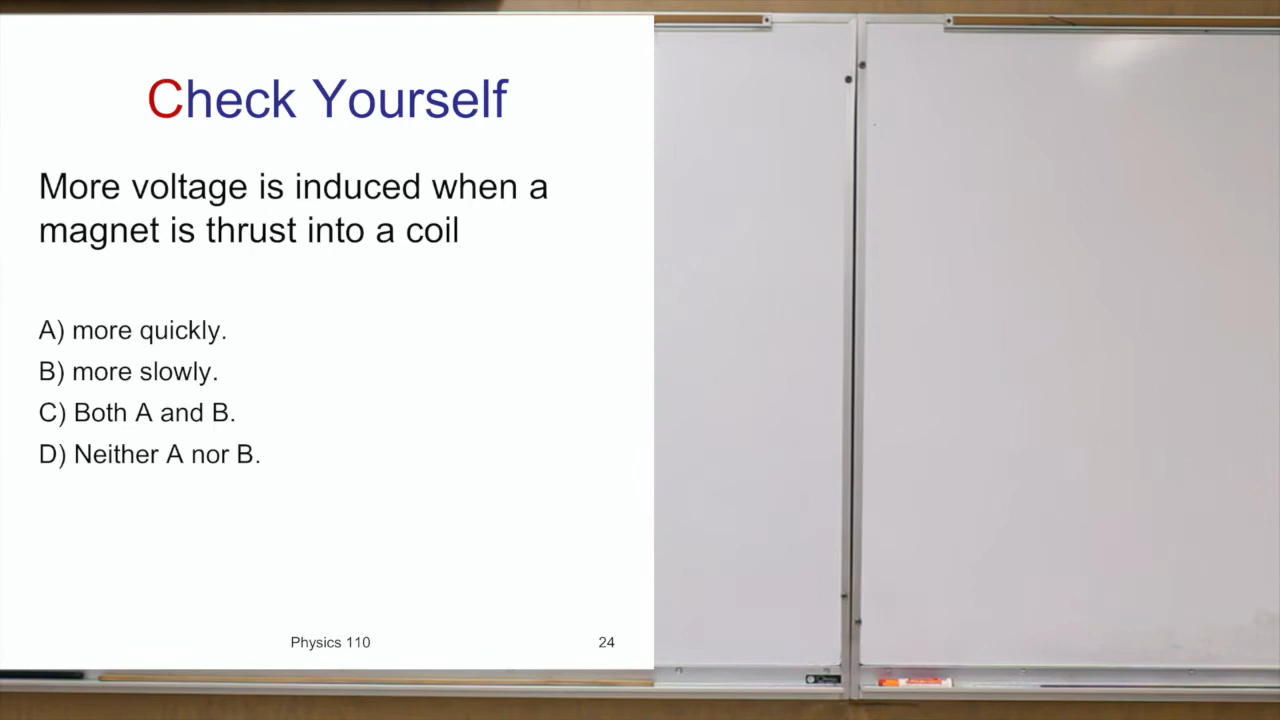 Check Yourself
More voltage is induced when a
magnet is thrust into a coil
A) more quickly.
B) more slowly.
C) Both A and B.
D) Neither A nor B.
Physics 110
24